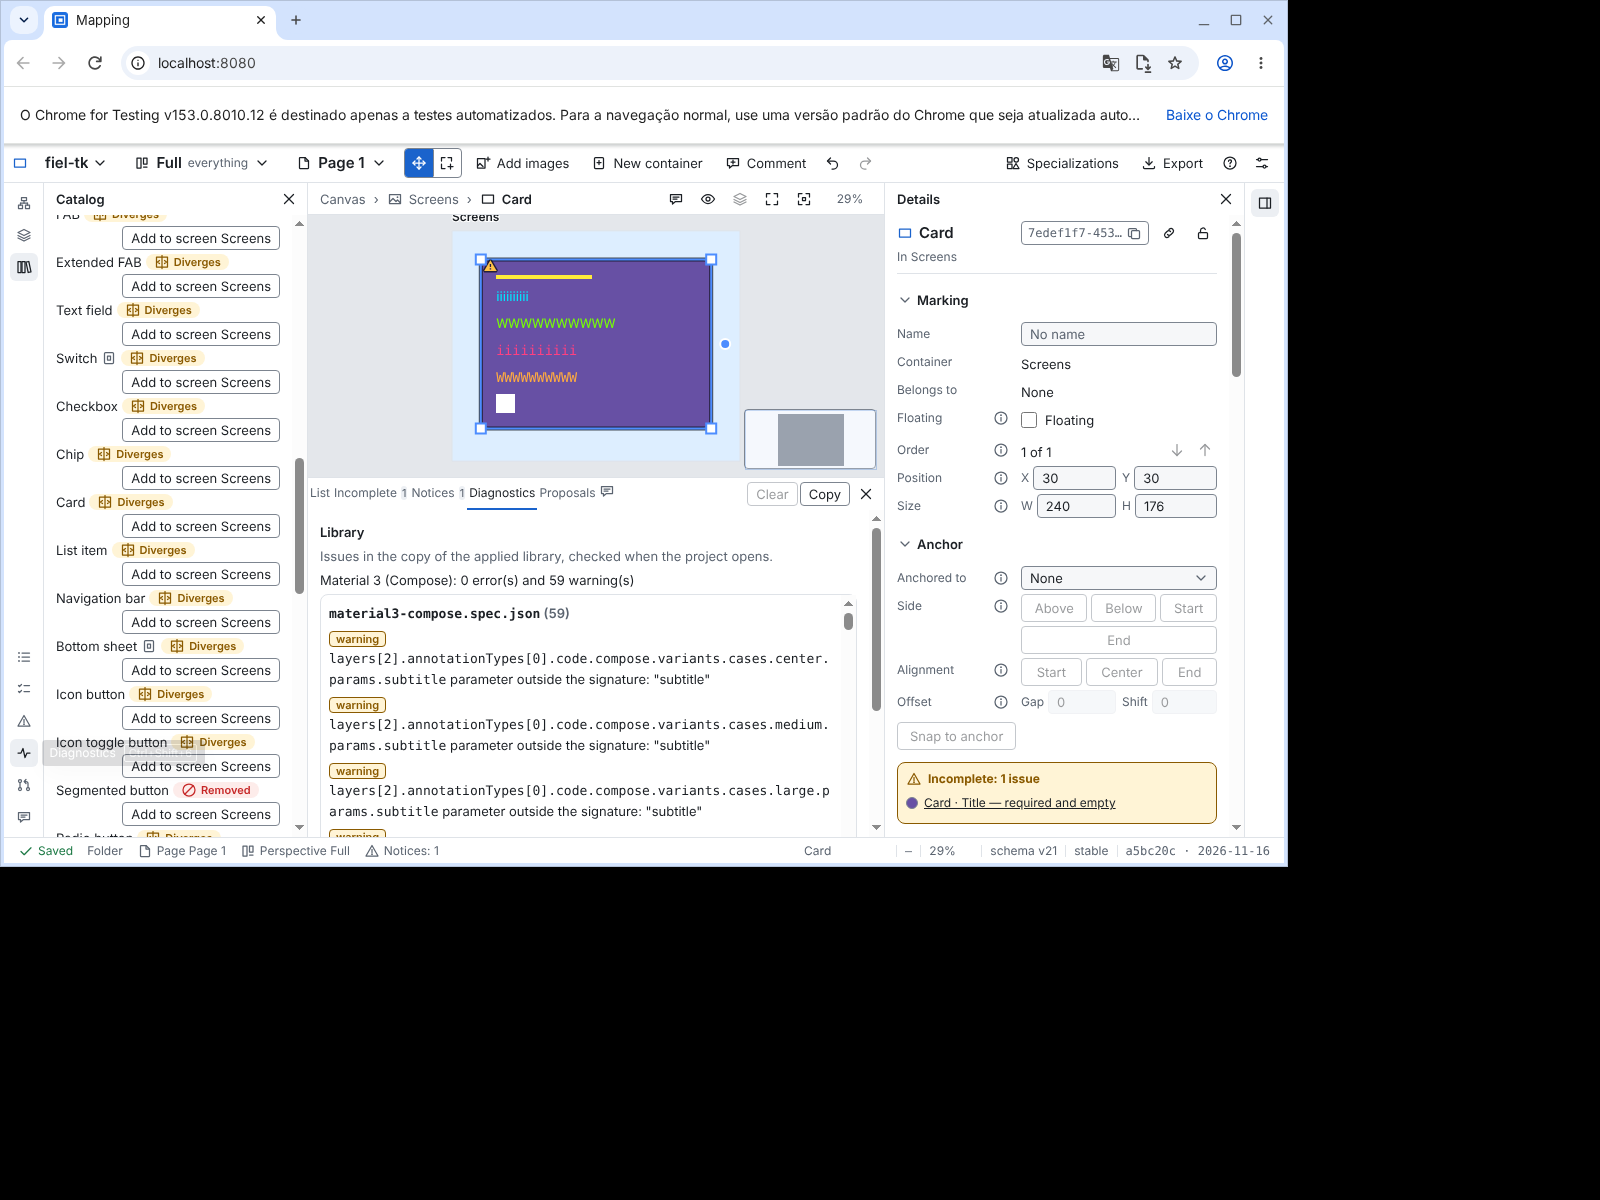 Mapping
localhost:8080
O Chrome for Testing v153.0.8010.12 é destinado apenas a testes automatizados. Para a navegação normal, use uma versão padrão do Chrome que seja atualizada auto... Baixe o Chrome
fiel-tk Full everything Page 1 Add images New container Comment Specializations Export
Catalog
FAB Diverges
Add to screen Screens
Extended FAB Diverges
Add to screen Screens
Text field Diverges
Add to screen Screens
Switch Diverges
Add to screen Screens
Checkbox Diverges
Add to screen Screens
Chip Diverges
Add to screen Screens
Card Diverges
Add to screen Screens
List item Diverges
Add to screen Screens
Navigation bar Diverges
Add to screen Screens
Bottom sheet Diverges
Add to screen Screens
Icon button Diverges
Add to screen Screens
Icon toggle button Diverges
Diagnostics
Add to screen Screens
Segmented button Removed
Add to screen Screens
Canvas › Screens › Card 29%
Screens
iiiiiiiiii
WWWWWWWWWW
iiiiiiiiii
WWWWWWWWWW
List Incomplete 1 Notices 1 Diagnostics Proposals Clear Copy
Library
Issues in the copy of the applied library, checked when the project opens.
Material 3 (Compose): 0 error(s) and 59 warning(s)
material3-compose.spec.json (59)
warning
layers[2].annotationTypes[0].code.compose.variants.cases.center.
params.subtitle parameter outside the signature: "subtitle"
warning
layers[2].annotationTypes[0].code.compose.variants.cases.medium.
params.subtitle parameter outside the signature: "subtitle"
warning
layers[2].annotationTypes[0].code.compose.variants.cases.large.p
arams.subtitle parameter outside the signature: "subtitle"
warning
Details
Card 7edef1f7-453...
In Screens
Marking
Name No name
Container Screens
Belongs to None
Floating Floating
Order 1 of 1
Position X 30 Y 30
Size W 240 H 176
Anchor
Anchored to None
Side Above Below Start
End
Alignment Start Center End
Offset Gap 0 Shift 0
Snap to anchor
Incomplete: 1 issue
Card · Title — required and empty
Saved Folder Page Page 1 Perspective Full Notices: 1 Card – 29% schema v21 stable a5bc20c · 2026-11-16